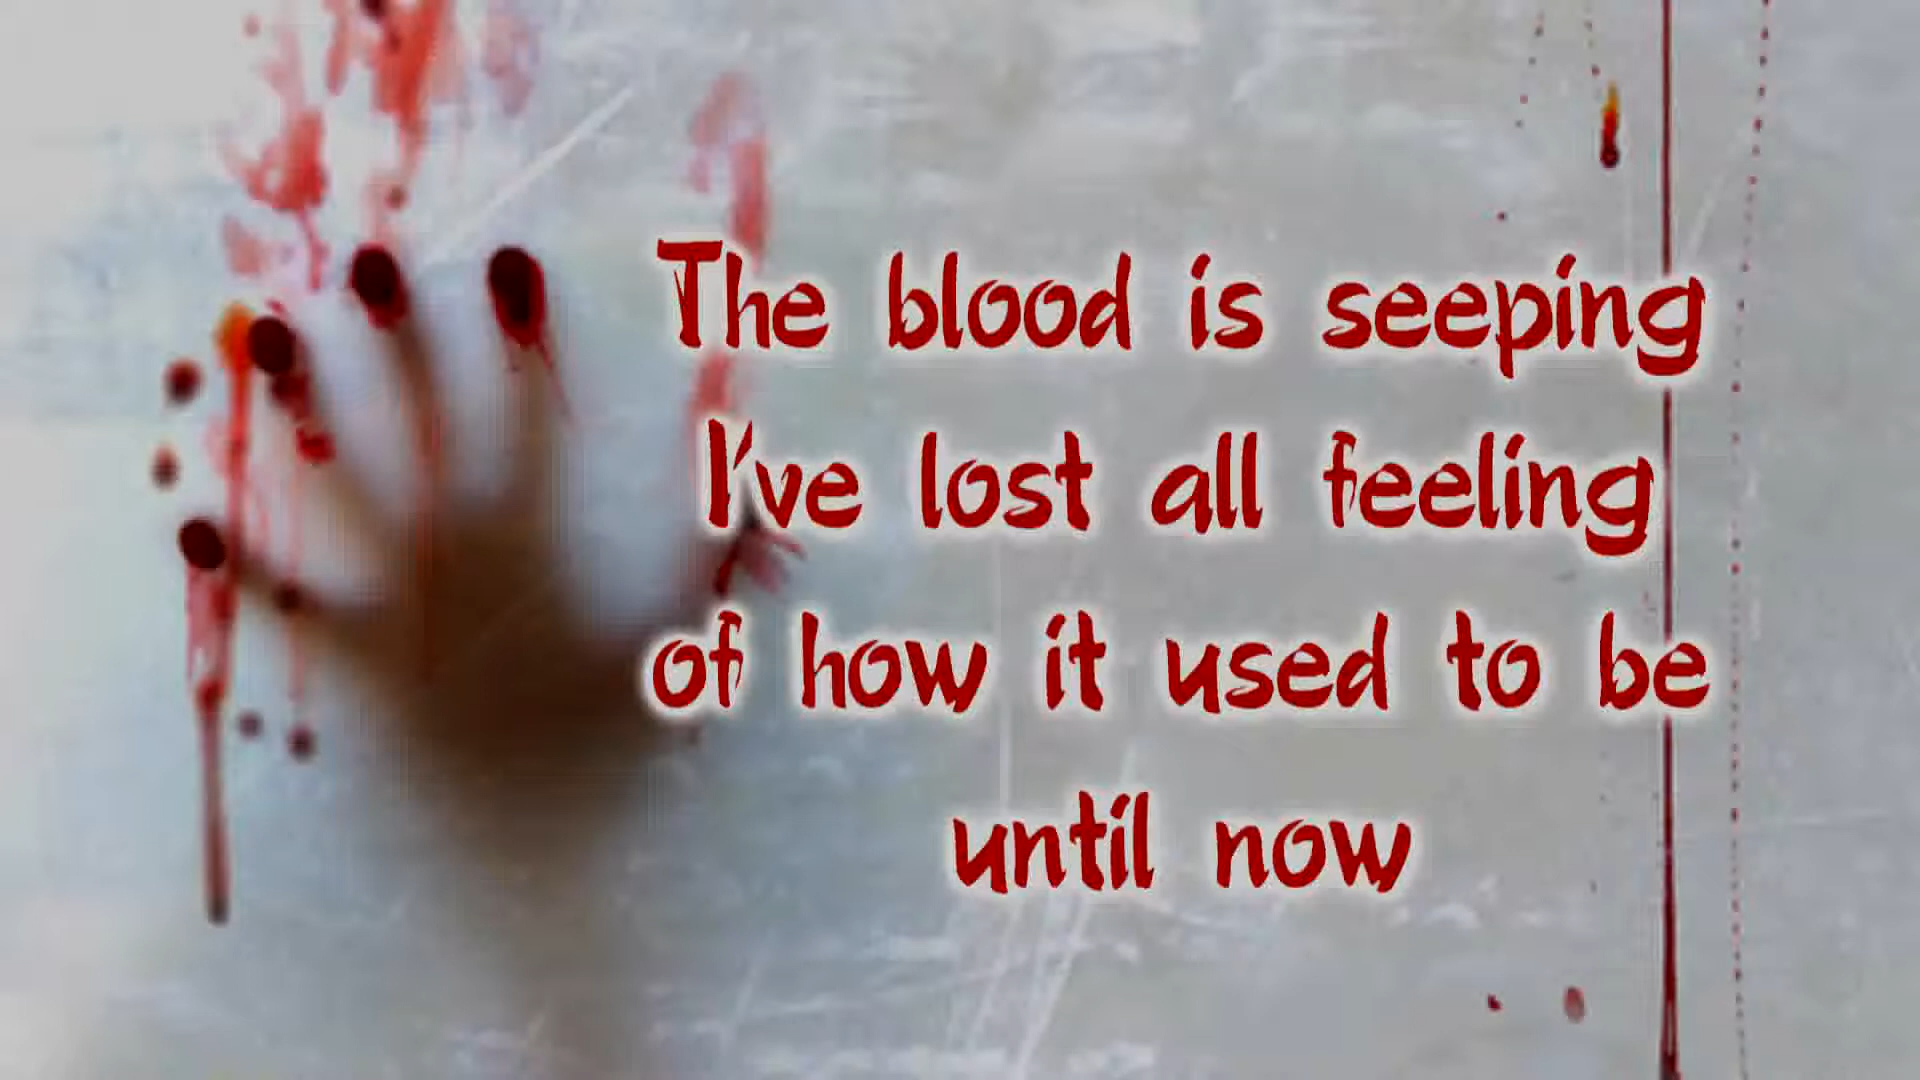 The blood is seeping
I've lost all feeling
of how it used to be
until now